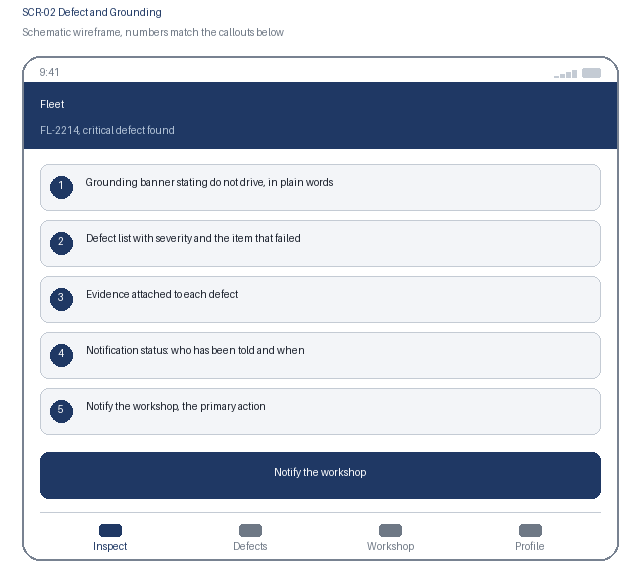 SCR-02 Defect and Grounding
Schematic wireframe, numbers match the callouts below
9:41
Fleet
FL-2214, critical defect found
1 Grounding banner stating do not drive, in plain words
2 Defect list with severity and the item that failed
3 Evidence attached to each defect
4 Notification status: who has been told and when
5 Notify the workshop, the primary action
Notify the workshop
Inspect Defects Workshop Profile